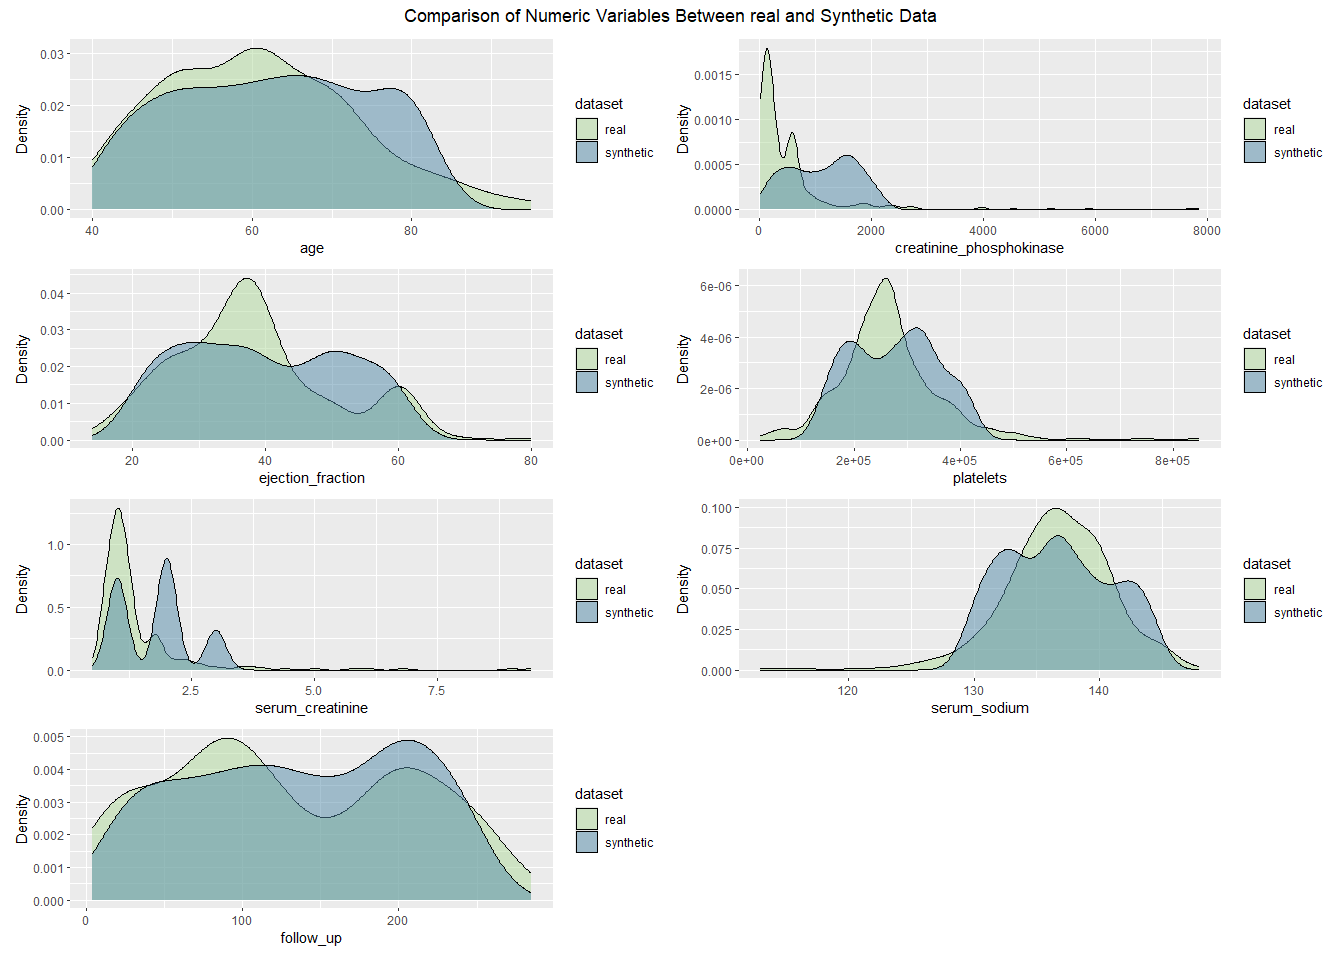 Comparison of Numeric Variables Between real and Synthetic Data
0.03
0.02
0.01
0.00
Density
40 60 80
age
dataset
real
synthetic
0.0015
0.0010
0.0005
0.0000
Density
0 2000 4000 6000 8000
creatinine_phosphokinase
dataset
real
synthetic
0.04
0.03
0.02
0.01
0.00
Density
20 40 60 80
ejection_fraction
dataset
real
synthetic
6e-06
4e-06
2e-06
0e+00
Density
0e+00 2e+05 4e+05 6e+05 8e+05
platelets
dataset
real
synthetic
1.0
0.5
0.0
Density
2.5 5.0 7.5
serum_creatinine
dataset
real
synthetic
0.100
0.075
0.050
0.025
0.000
Density
120 130 140
serum_sodium
dataset
real
synthetic
0.005
0.004
0.003
0.002
0.001
0.000
Density
0 100 200
follow_up
dataset
real
synthetic